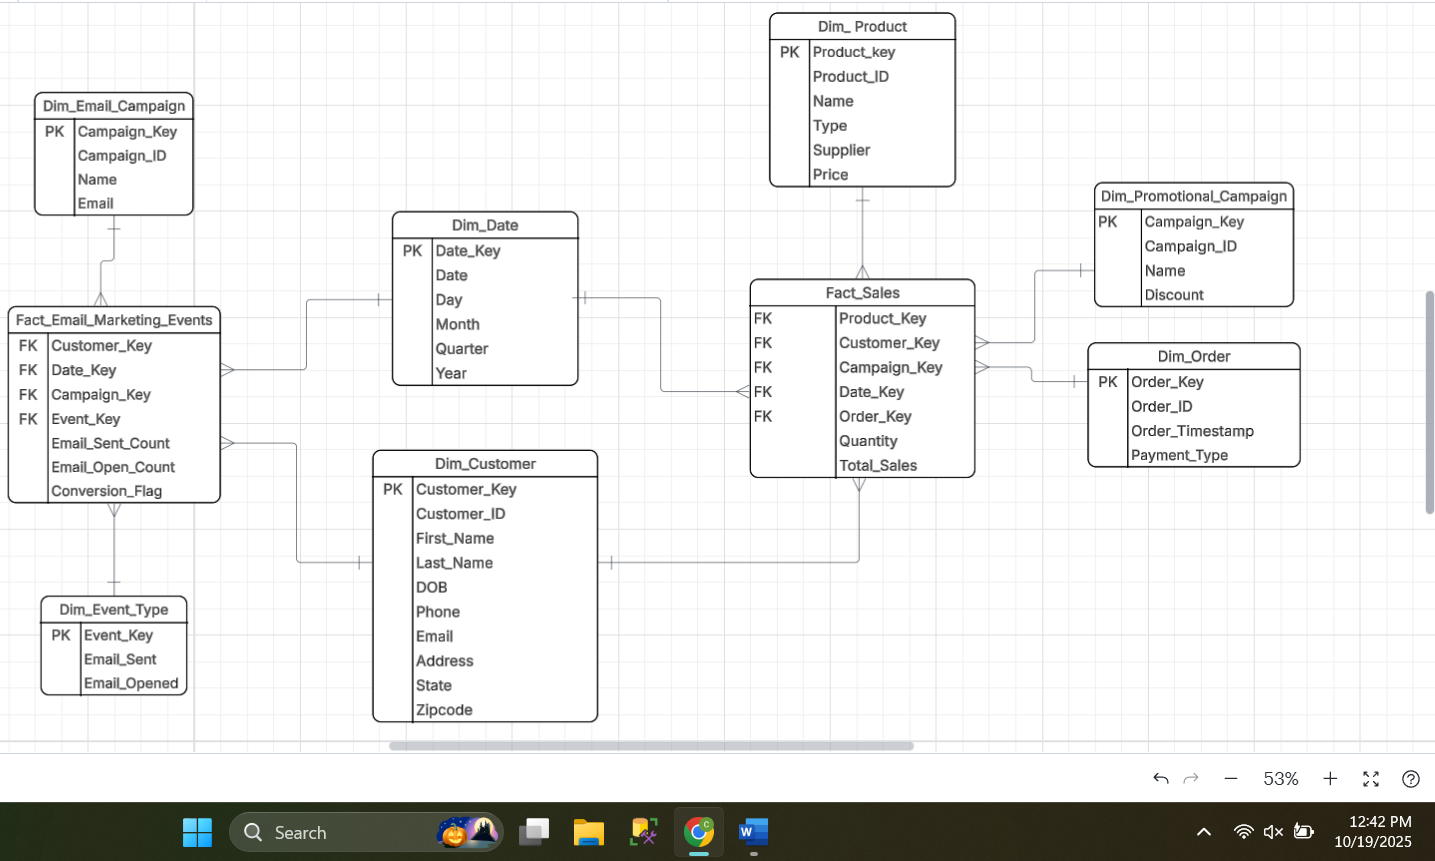 Dim_ Product
PK Product_key
Product_ID
Name
Type
Supplier
Price
Dim_Email_Campaign
PK Campaign_Key
Campaign_ID
Name
Email
Dim_Date
PK Date_Key
Date
Day
Month
Quarter
Year
Dim_Promotional_Campaign
PK Campaign_Key
Campaign_ID
Name
Discount
Fact_Email_Marketing_Events
FK Customer_Key
FK Date_Key
FK Campaign_Key
FK Event_Key
Email_Sent_Count
Email_Open_Count
Conversion_Flag
Fact_Sales
FK Product_Key
FK Customer_Key
FK Campaign_Key
FK Date_Key
FK Order_Key
Quantity
Total_Sales
Dim_Order
PK Order_Key
Order_ID
Order_Timestamp
Payment_Type
Dim_Customer
PK Customer_Key
Customer_ID
First_Name
Last_Name
DOB
Phone
Email
Address
State
Zipcode
Dim_Event_Type
PK Event_Key
Email_Sent
Email_Opened
53%
Search
C
W
12:42 PM
10/19/2025